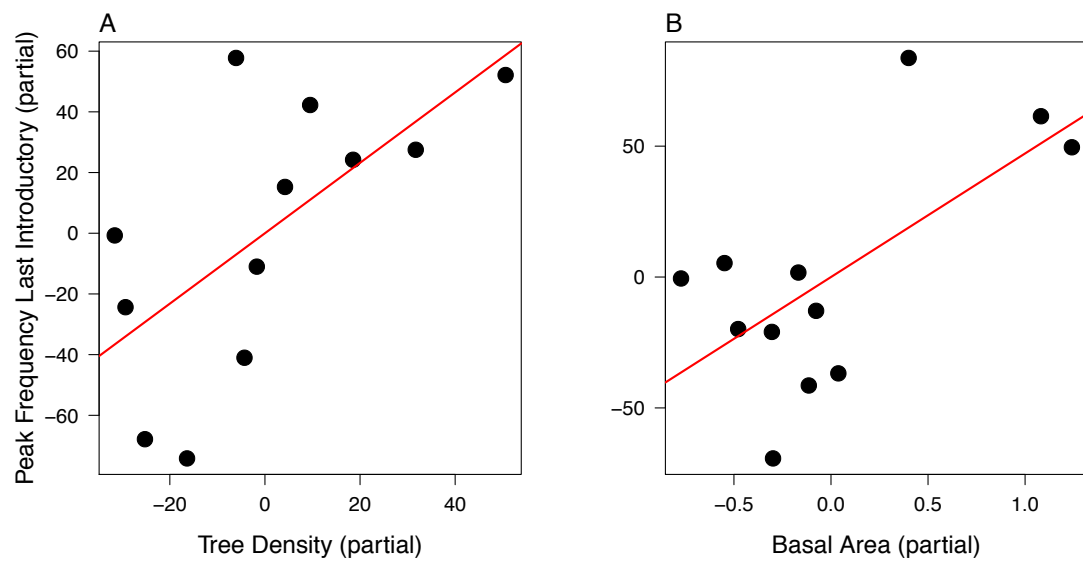 A
Peak Frequency Last Introductory (partial)
60
40
20
0
−20
−40
−60
−20 0 20 40
Tree Density (partial)
B
50
0
−50
−0.5 0.0 0.5 1.0
Basal Area (partial)